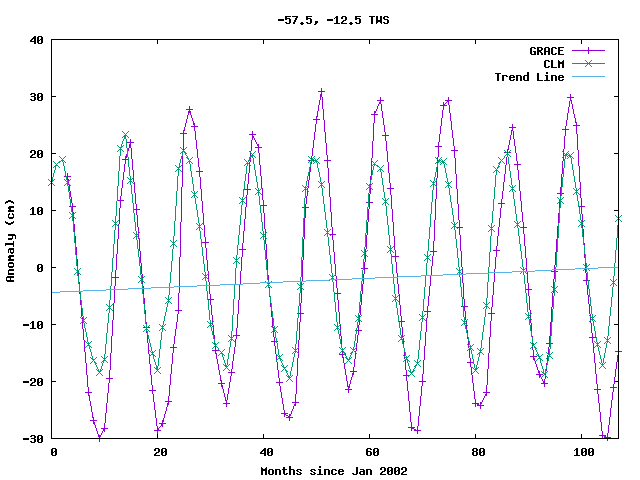 -57.5, -12.5 TWS
GRACE
CLM
Trend Line
40
30
20
10
0
-10
-20
-30
Anomaly (cm)
0 20 40 60 80 100
Months since Jan 2002